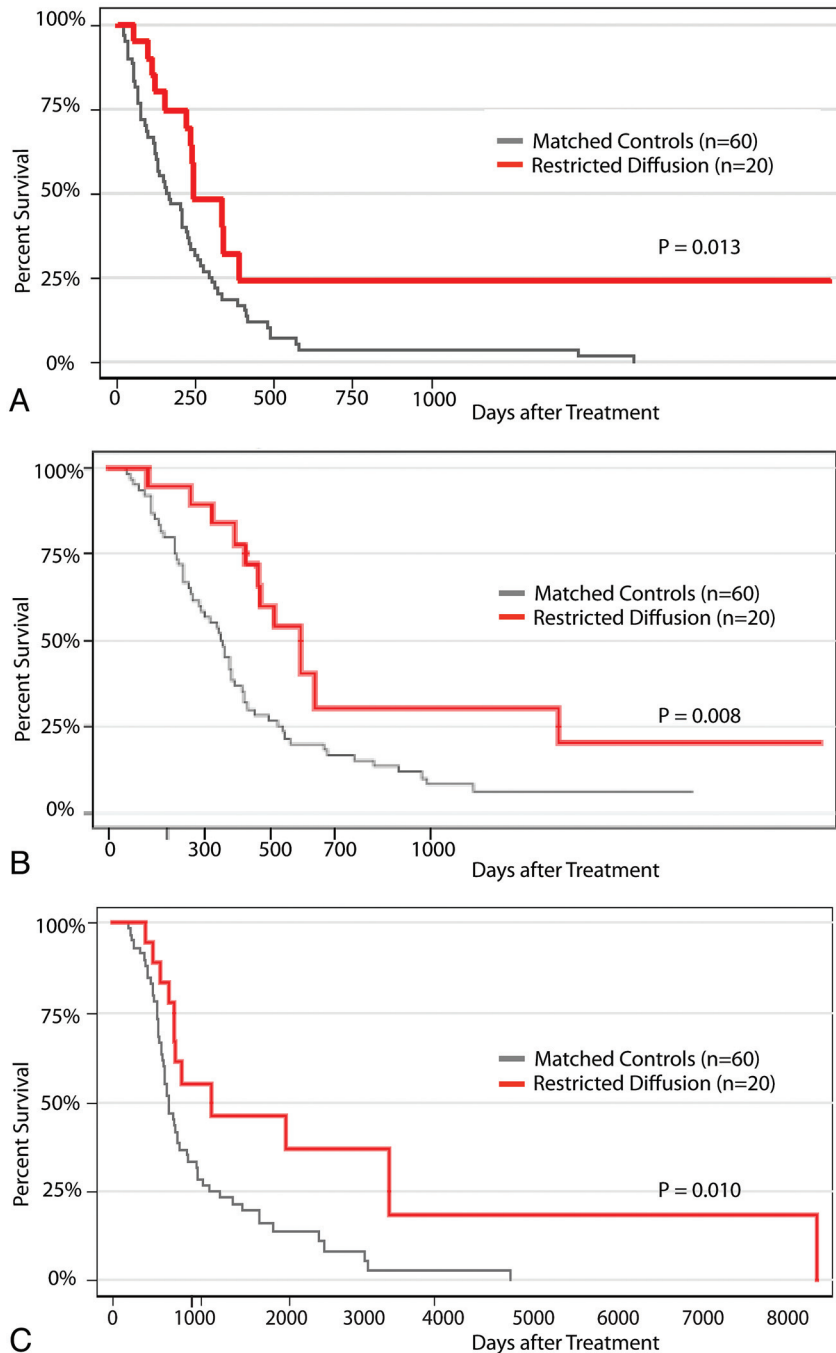 100%
75%
50%
25%
0%
Percent Survival
Matched Controls (n=60)
Restricted Diffusion (n=20)
P = 0.013
0 250 500 750 1000
Days after Treatment
A
100%
75%
50%
25%
0%
Percent Survival
Matched Controls (n=60)
Restricted Diffusion (n=20)
P = 0.008
0 300 500 700 1000
Days after Treatment
B
100%
75%
50%
25%
0%
Percent Survival
Matched Controls (n=60)
Restricted Diffusion (n=20)
P = 0.010
0 1000 2000 3000 4000 5000 6000 7000 8000
Days after Treatment
C